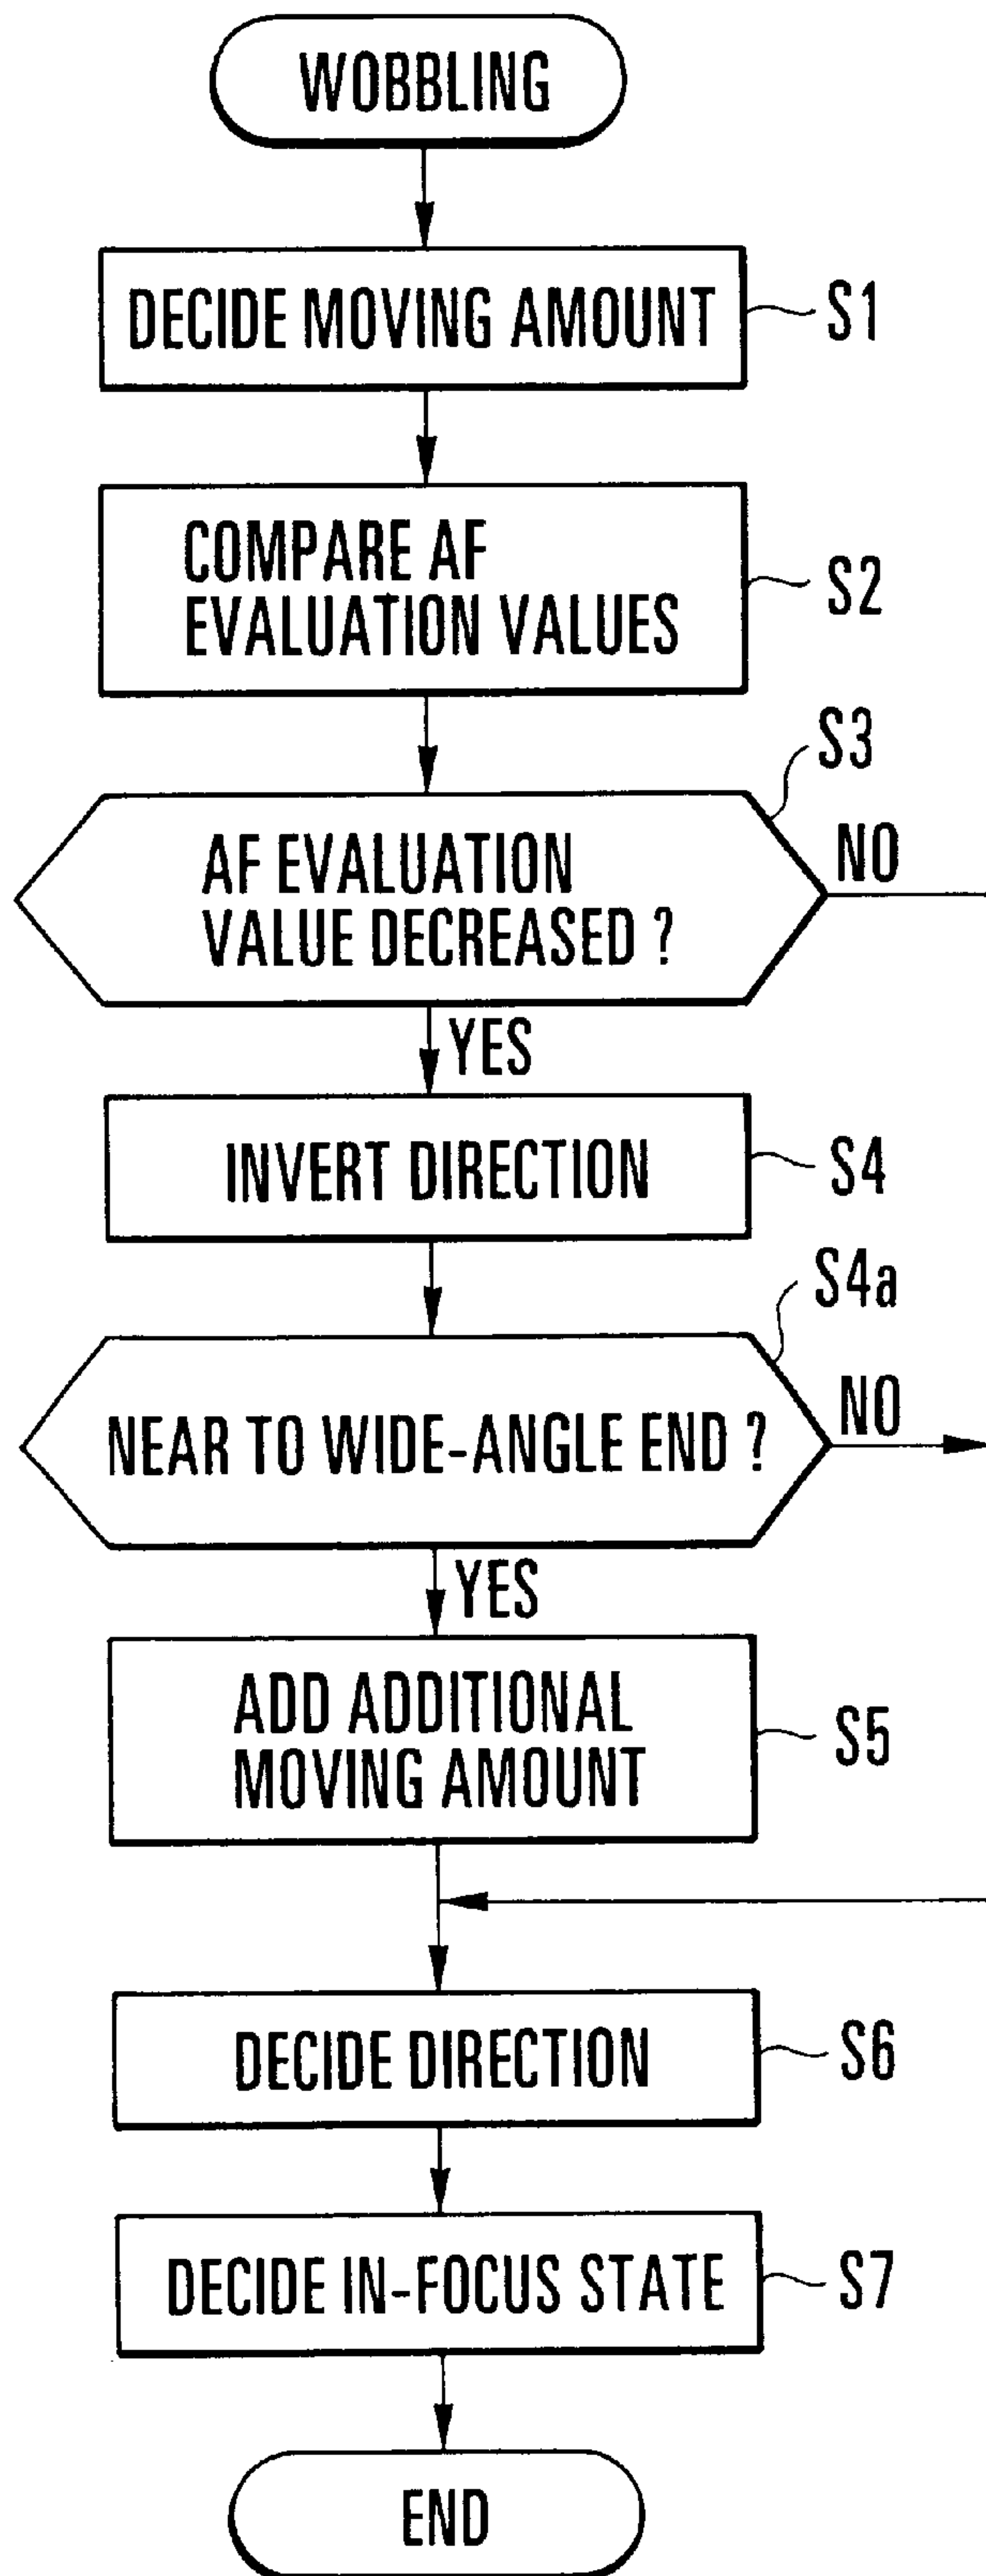 WOBBLING
DECIDE MOVING AMOUNT
S1
COMPARE AF
EVALUATION VALUES
S2
S3
AF EVALUATION
VALUE DECREASED ?
NO
YES
INVERT DIRECTION
S4
S4a
NEAR TO WIDE-ANGLE END ?
NO
YES
ADD ADDITIONAL
MOVING AMOUNT
S5
DECIDE DIRECTION
S6
DECIDE IN-FOCUS STATE
S7
END